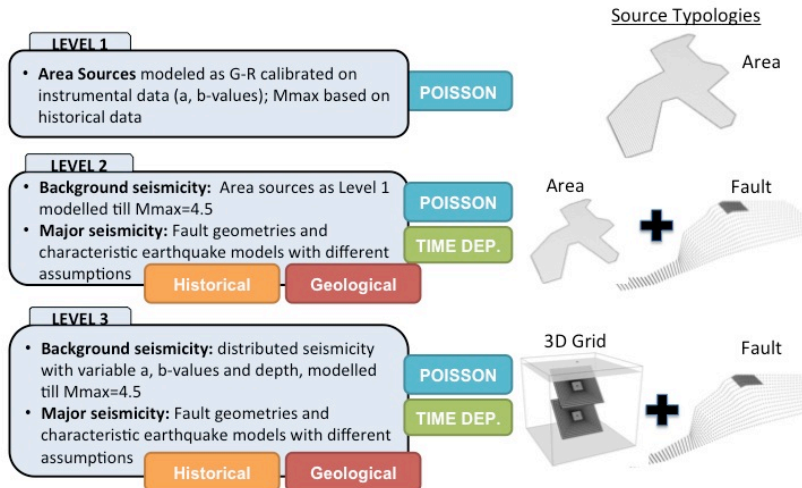 Source Typologies
LEVEL 1
• Area Sources modeled as G-R calibrated on
instrumental data (a, b-values); Mmax based on
historical data
POISSON
Area
LEVEL 2
• Background seismicity: Area sources as Level 1
modelled till Mmax=4.5
• Major seismicity: Fault geometries and
characteristic earthquake models with different
assumptions
POISSON
TIME DEP.
Historical
Geological
Area
Fault
LEVEL 3
• Background seismicity: distributed seismicity
with variable a, b-values and depth, modelled
till Mmax=4.5
• Major seismicity: Fault geometries and
characteristic earthquake models with different
assumptions
POISSON
TIME DEP.
Historical
Geological
3D Grid
Fault